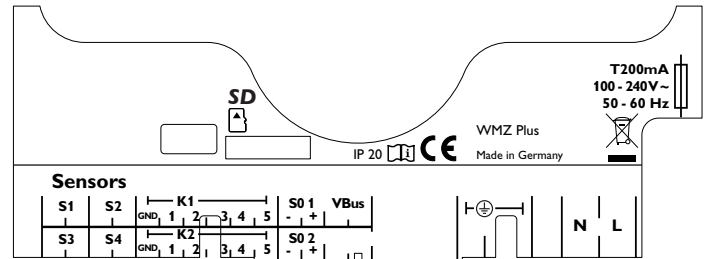 T200mA
100 - 240V~
50 - 60 Hz
SD
IP 20 i CE
WMZ Plus
Made in Germany
Sensors
S1 S2 K1 S0 1 VBus
GND 1 2 3 4 5 - +
S3 S4 K2 S0 2
GND 1 2 3 4 5 - +
N L